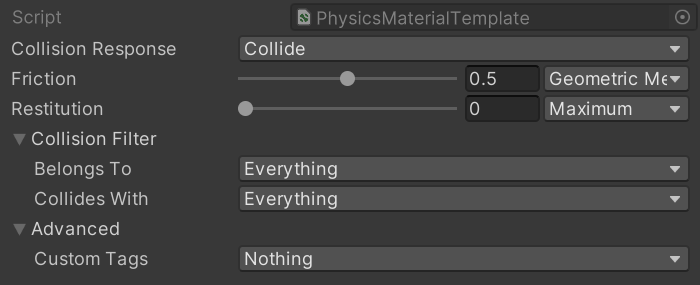 Script PhysicsMaterialTemplate
Collision Response Collide
Friction 0.5 Geometric Me
Restitution 0 Maximum
Collision Filter
Belongs To Everything
Collides With Everything
Advanced
Custom Tags Nothing